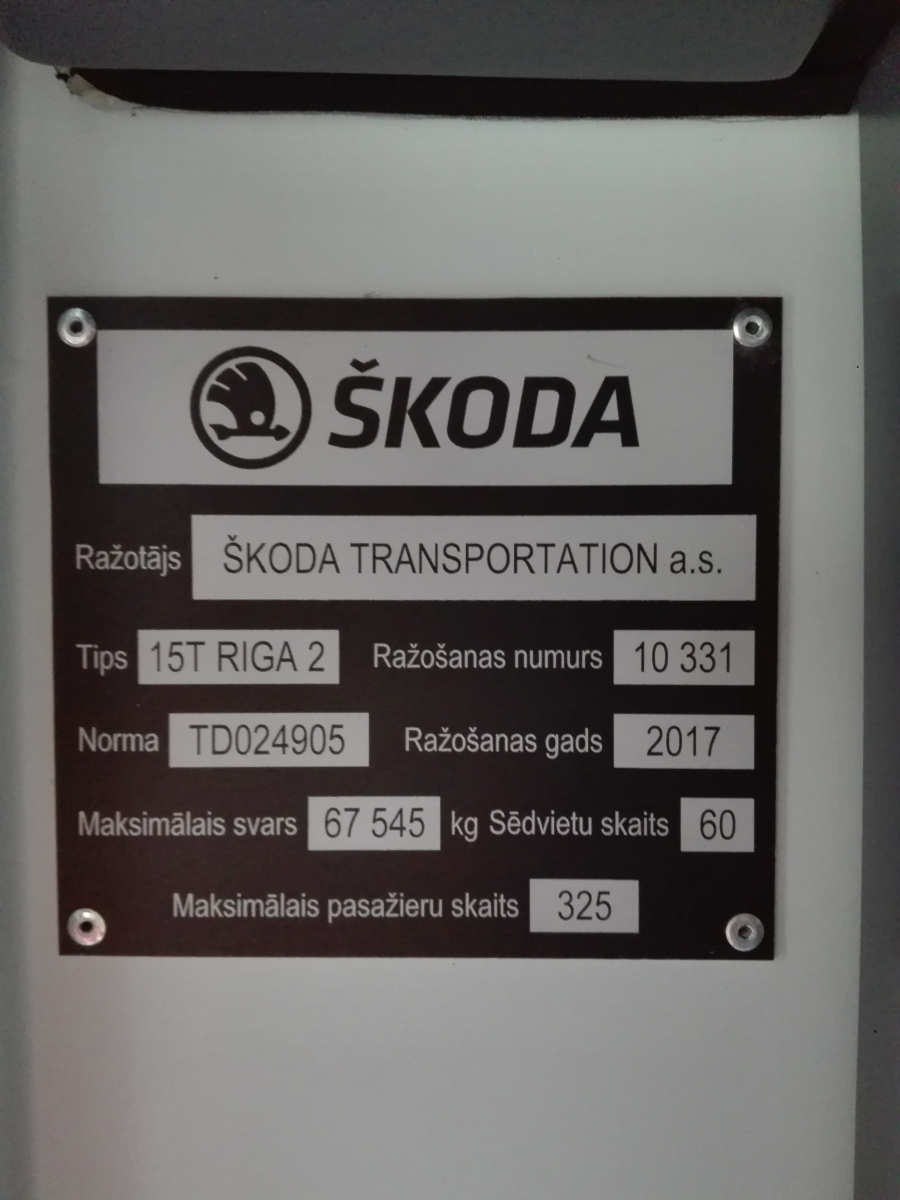 ŠKODA
Ražotājs ŠKODA TRANSPORTATION a.s.
Tips 15T RIGA 2 Ražošanas numurs 10 331
Norma TD024905 Ražošanas gads 2017
Maksimālais svars 67 545 kg Sēdvietu skaits 60
Maksimālais pasažieru skaits 325